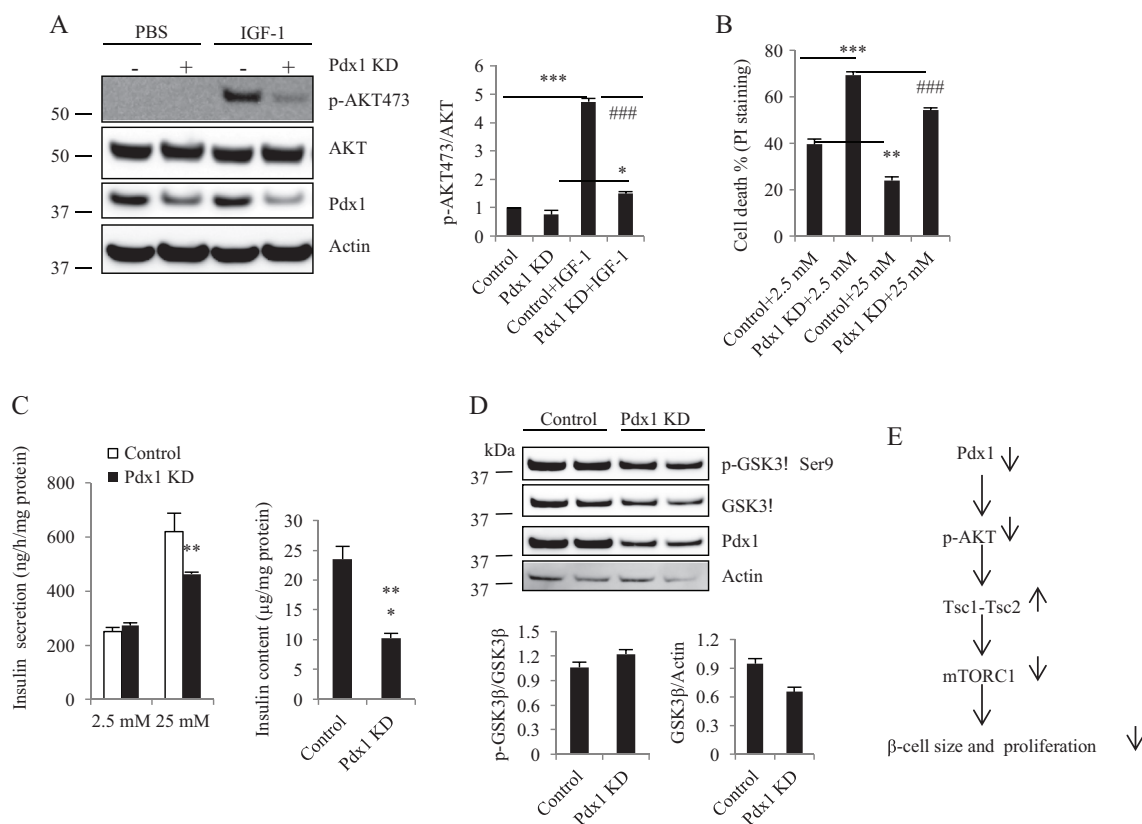 A
PBS IGF-1
- + - + Pdx1 KD
p-AKT473
50
AKT
50
Pdx1
37
Actin
37
p-AKT473/AKT
6
5
4
3
2
1
0
***
###
*
Control
Pdx1 KD
Control+IGF-1
Pdx1 KD+IGF-1
B
Cell death % (PI staining)
80
60
40
20
0
***
###
**
Control+2.5 mM
Pdx1 KD+2.5 mM
Control+25 mM
Pdx1 KD+25 mM
C
Control
Pdx1 KD
Insulin secretion (ng/h/mg protein)
800
600
400
200
0
**
2.5 mM 25 mM
Insulin content (μg/mg protein)
30
25
20
15
10
5
0
**
*
Control
Pdx1 KD
D
Control Pdx1 KD
kDa
37
p-GSK3! Ser9
37
GSK3!
37
Pdx1
37
Actin
p-GSK3β/GSK3β
1.5
1.2
0.9
0.6
0.3
0
Control
Pdx1 KD
GSK3β/Actin
1.2
0.9
0.6
0.3
0
Control
Pdx1 KD
E
Pdx1 ↓
↓
p-AKT ↓
↓
Tsc1-Tsc2 ↑
↓
mTORC1 ↓
↓
β-cell size and proliferation ↓